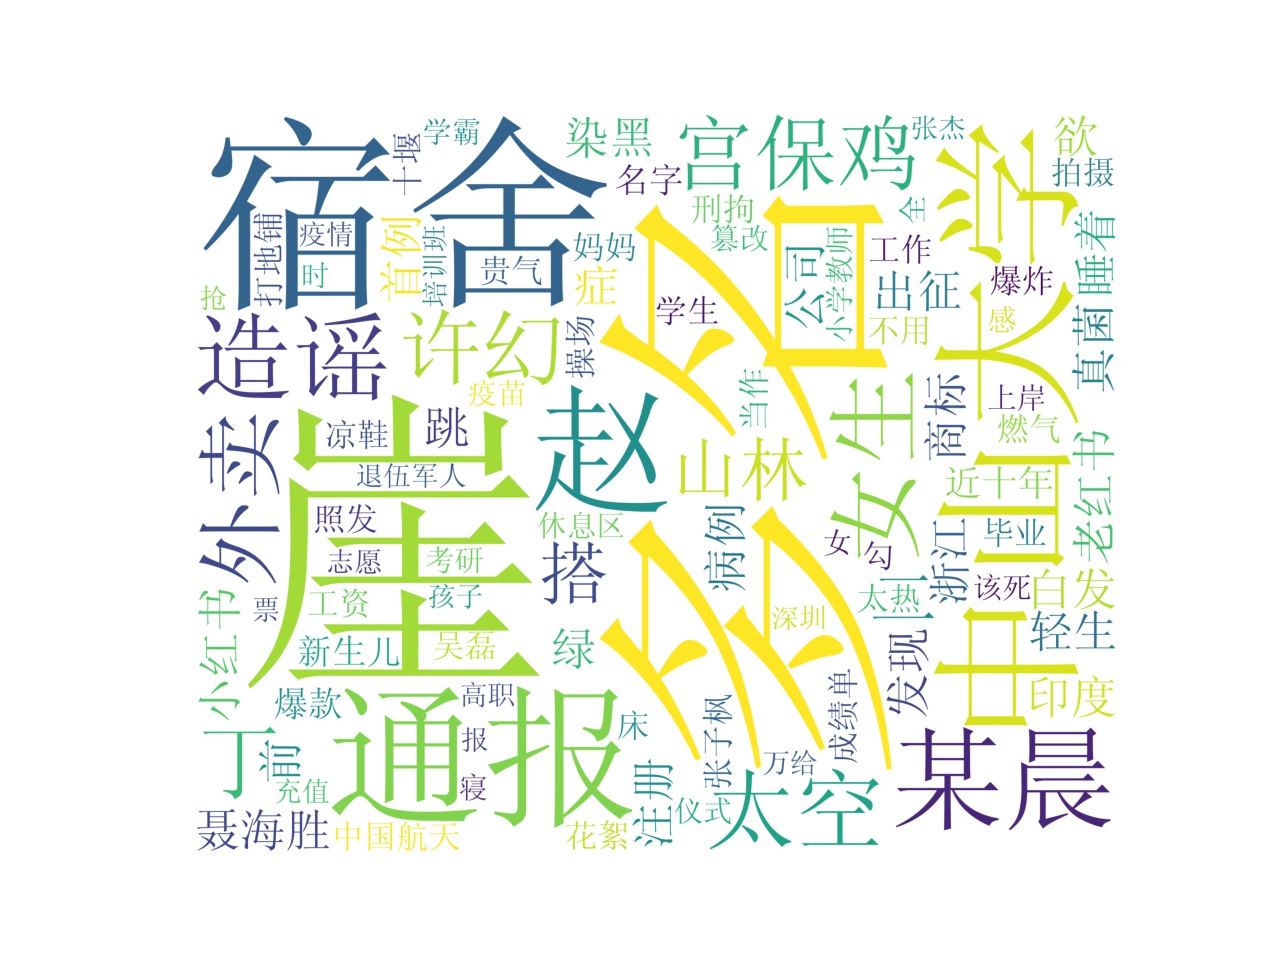 宿舍
崖
多名
多多
大学
中国
通报
赵
某晨
造谣
许幻
宫保鸡
丁
外卖
女生
太空
山林
搭
染黑
学霸
十堰
张杰
欲
拍摄
名字
刑拘
篡改
全
工作
小学教师
公司
出征
不用
爆炸
感
真菌
睡着
打地铺
疫情
时
抢
首例
培训班
贵气
妈妈
症
学生
操场
疫苗
当作
凉鞋
跳
退伍军人
照发
志愿
考研
休息区
工资
孩子
票
小红书
新生儿
吴磊
绿
病例
商标
上岸
燃气
近十年
老红书
毕业
浙江
女
勾
太热
该死
白发
轻生
发现
印度
深圳
成绩单
张子枫
万给
仪式
注册
床
高职
报
寝
爆款
前
充值
聂海胜
中国航天
花絮